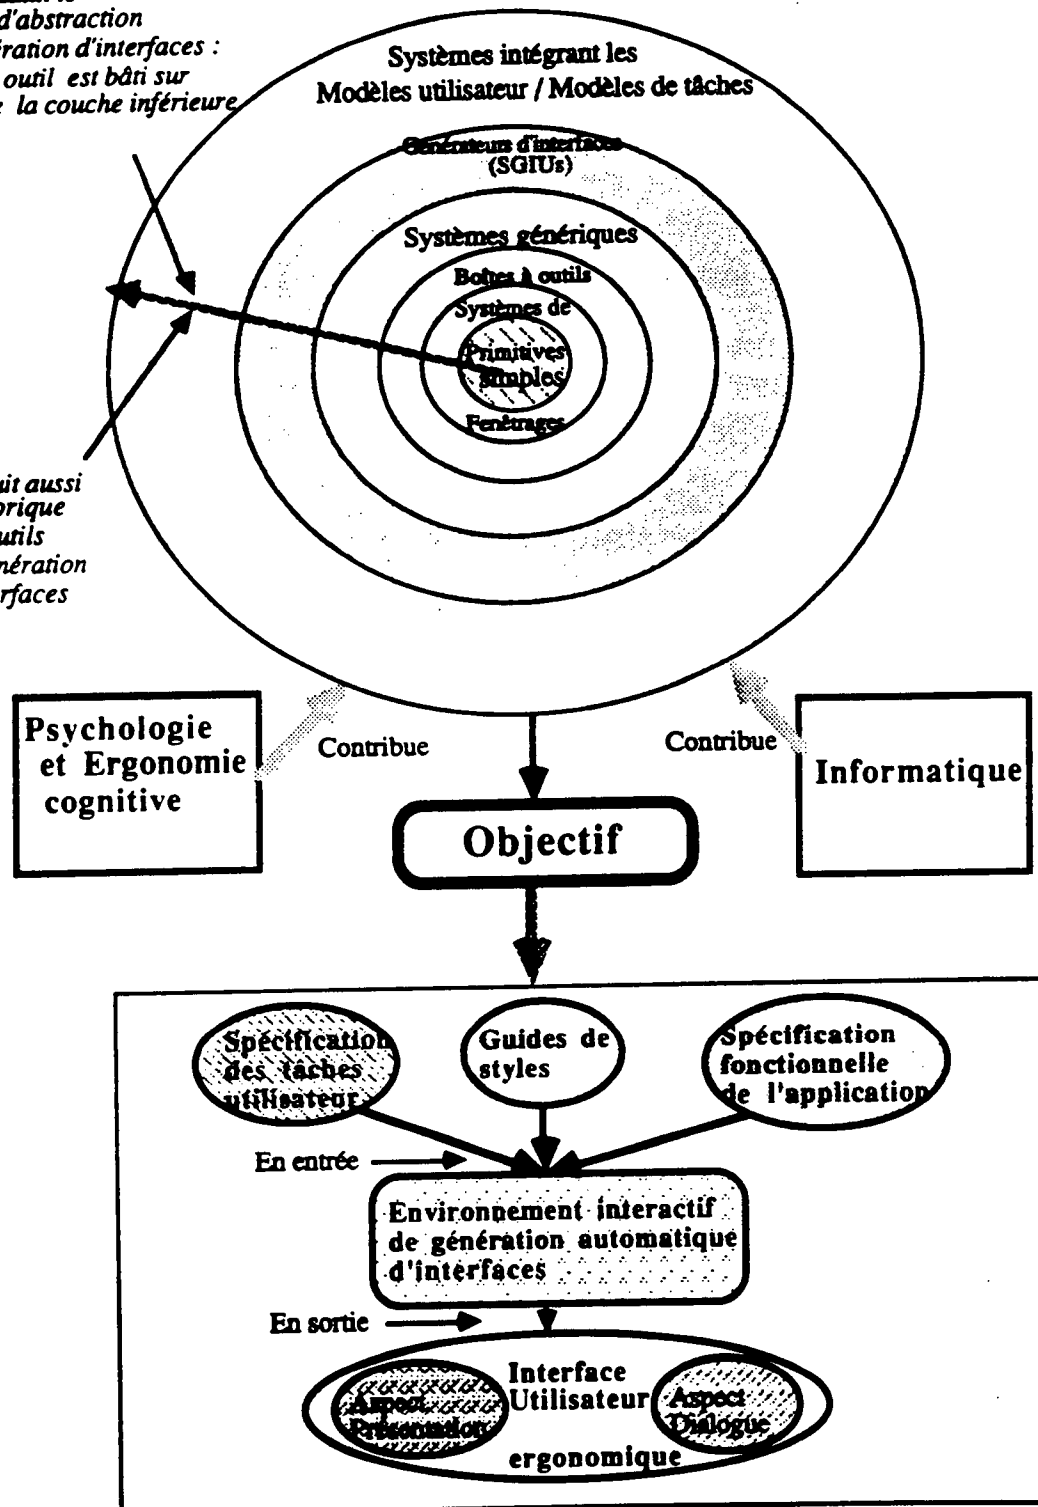 d'abstraction
ération d'interfaces :
outil est bâti sur
la couche inférieure
Systèmes intégrant les
Modèles utilisateur / Modèles de tâches
Générateurs d'interfaces
(SGIUs)
Systèmes génériques
Boîtes à outils
Systèmes de
Primitives
simples
Fenêtrages
uit aussi
orique
utils
nération
rfaces
Psychologie
et Ergonomie
cognitive
Contribue
Contribue
Informatique
Objectif
Spécification
des tâches
utilisateur
Guides de
styles
Spécification
fonctionnelle
de l'application
En entrée
Environnement interactif
de génération automatique
d'interfaces
En sortie
Interface
Utilisateur
ergonomique
Aspect
Présentation
Aspect
Dialogue